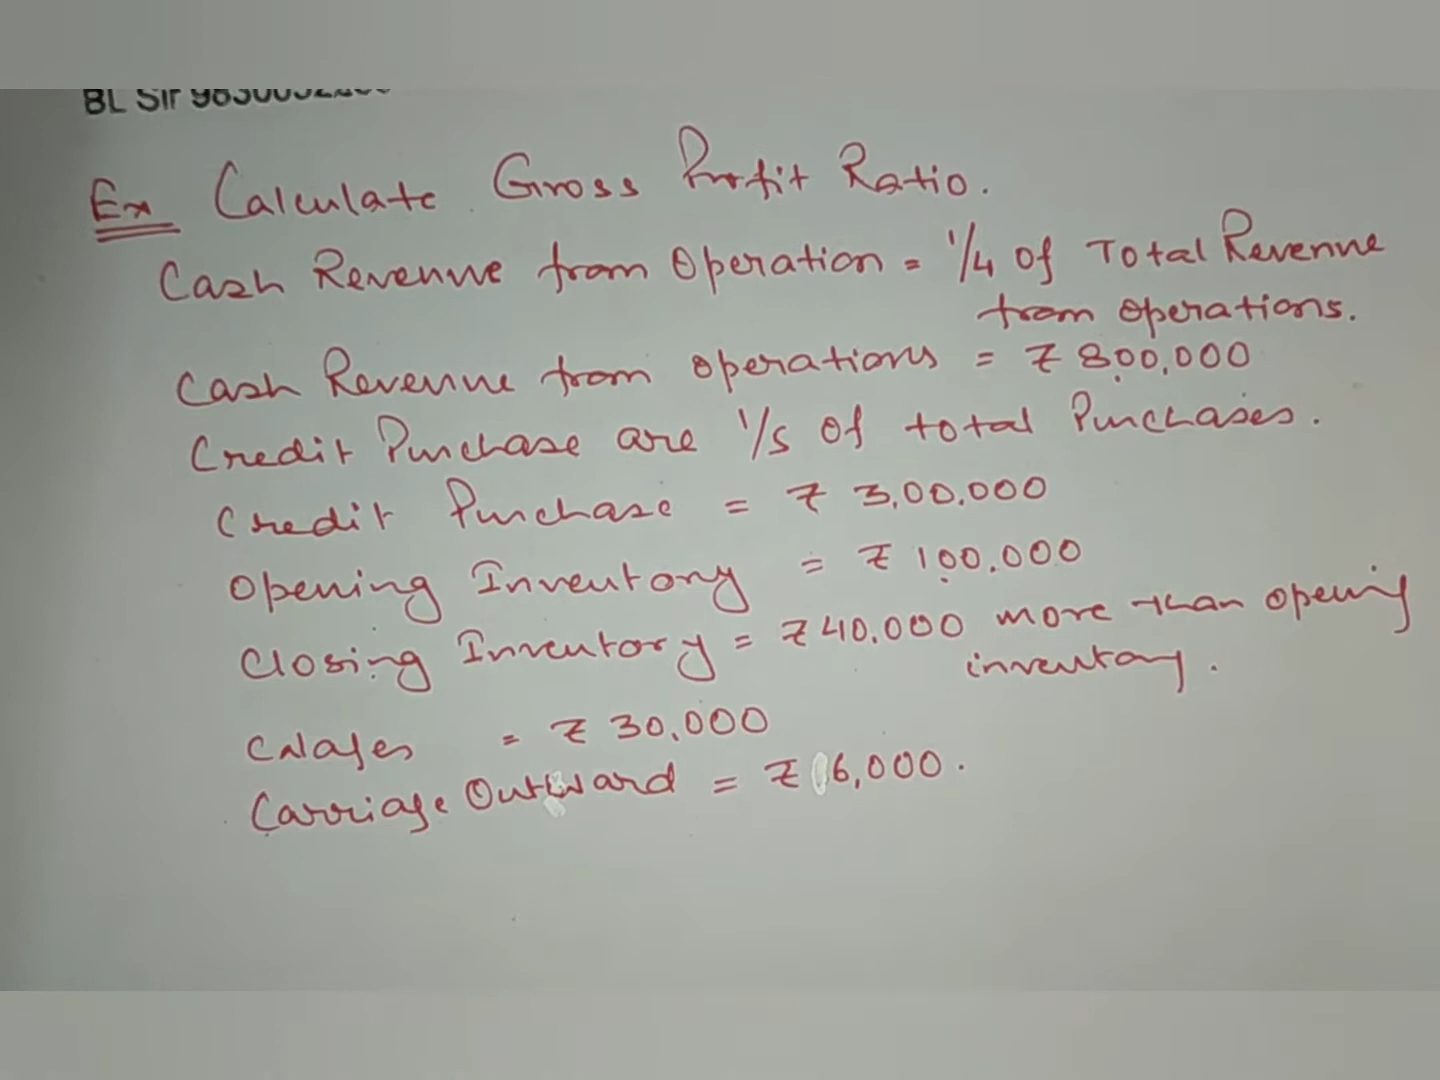 BL Sir
Ex Calculate Gross Profit Ratio.
Cash Revenue from Operation = 1/4 of Total Revenue
from operations.
Cash Revenue from operations = ₹ 800,000
Credit Purchase are 1/5 of total Purchases.
Credit Purchase = ₹ 3,00,000
Opening Inventory = ₹ 100,000
Closing Inventory = ₹40,000 more than opening
inventory.
= ₹ 30,000
Carriage Outward = ₹ 6,000.